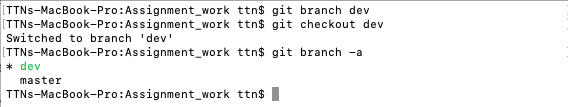 [TTNs-MacBook-Pro:Assignment_work ttn$ git branch dev
[TTNs-MacBook-Pro:Assignment_work ttn$ git checkout dev
Switched to branch 'dev'
[TTNs-MacBook-Pro:Assignment_work ttn$ git branch -a
* dev
  master
TTNs-MacBook-Pro:Assignment_work ttn$